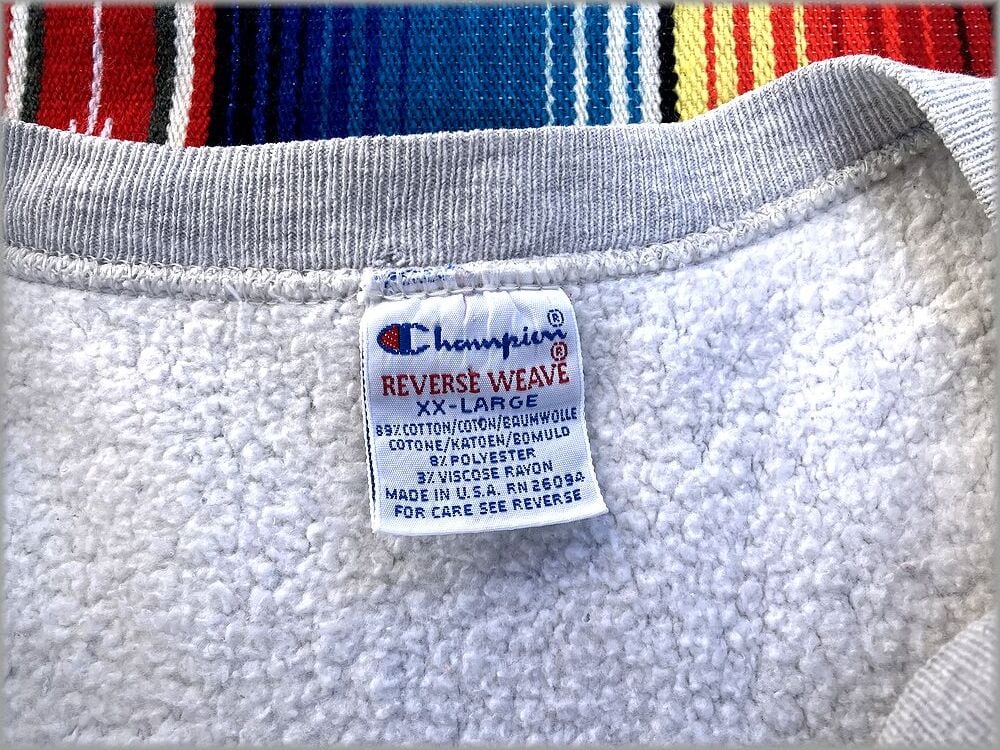 Champion®
REVERSE WEAVE®
XX-LARGE
89% COTTON/COTON/BAUMWOLLE
COTONE/KATOEN/BOMULD
8% POLYESTER
3% VISCOSE RAYON
MADE IN U.S.A. RN 26094
FOR CARE SEE REVERSE